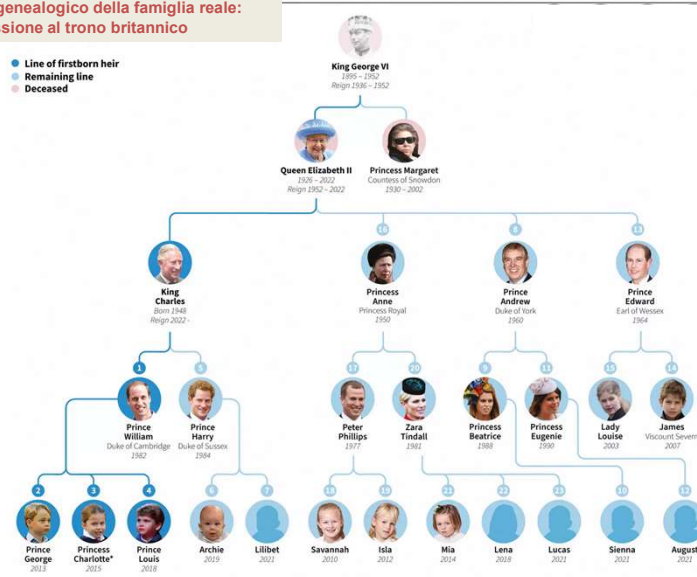 genealogico della famiglia reale:
ssione al trono britannico
Line of firstborn heir
Remaining line
Deceased
King George VI
1895 – 1952
Reign 1936 – 1952
Queen Elizabeth II
1926 – 2022
Reign 1952 – 2022
Princess Margaret
Countess of Snowdon
1930 – 2002
King
Charles
Born 1948
Reign 2022 -
16
Princess
Anne
Princess Royal
1950
8
Prince
Andrew
Duke of York
1960
13
Prince
Edward
Earl of Wessex
1964
1
Prince
William
Duke of Cambridge
1982
5
Prince
Harry
Duke of Sussex
1984
17
Peter
Phillips
1977
20
Zara
Tindall
1981
9
Princess
Beatrice
1988
11
Princess
Eugenie
1990
15
Lady
Louise
2003
14
James
Viscount Severn
2007
2
Prince
George
2013
3
Princess
Charlotte*
2015
4
Prince
Louis
2018
6
Archie
2019
7
Lilibet
2021
18
Savannah
2010
19
Isla
2012
21
Mia
2014
22
Lena
2018
23
Lucas
2021
10
Sienna
2021
12
August
2021